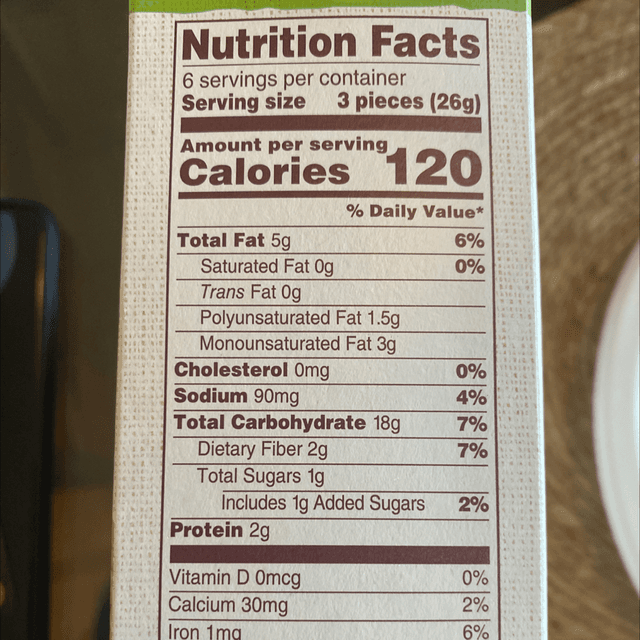 Nutrition Facts
6 servings per container
Serving size 3 pieces (26g)
Amount per serving
Calories 120
% Daily Value*
Total Fat 5g 6%
Saturated Fat 0g 0%
Trans Fat 0g
Polyunsaturated Fat 1.5g
Monounsaturated Fat 3g
Cholesterol 0mg 0%
Sodium 90mg 4%
Total Carbohydrate 18g 7%
Dietary Fiber 2g 7%
Total Sugars 1g
Includes 1g Added Sugars 2%
Protein 2g
Vitamin D 0mcg 0%
Calcium 30mg 2%
Iron 1mg 6%